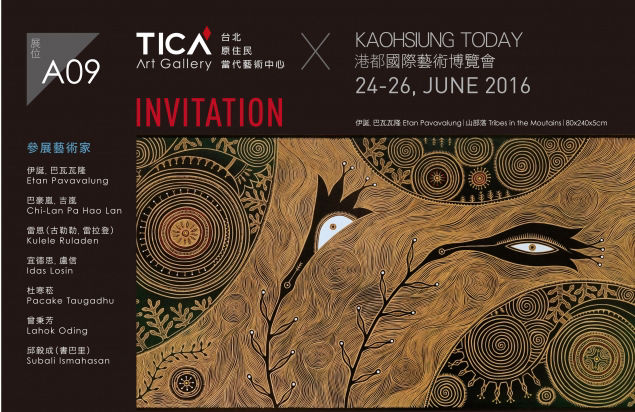 展位
A09
TICA
Art Gallery
台北
原住民
當代藝術中心
X
KAOHSIUNG TODAY
港都國際藝術博覽會
24-26, JUNE 2016
INVITATION
伊誕.巴瓦瓦隆 Etan Pavavalung|山部落 Tribes in the Moutains|80x240x5cm
參展藝術家
伊誕.巴瓦瓦隆
Etan Pavavalung
巴豪嵐.吉嵐
Chi-Lan Pa Hao Lan
雷恩(古勒勒.雷拉登)
Kulele Ruladen
宜德思.盧信
Idas Losin
杜寒菘
Pacake Taugadhu
曾秉芳
Lahok Oding
邱毅成(書巴里)
Subali Ismahasan